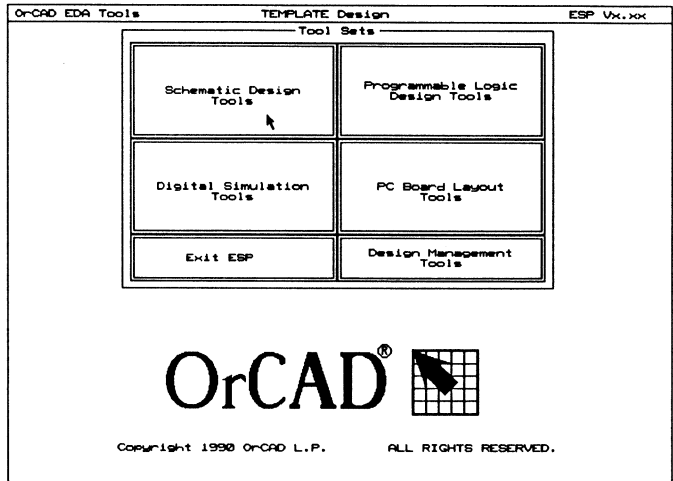 OrCAD EDA Tools TEMPLATE Design ESP Vx.xx
Tool Sets
Schematic Design
Tools
Programmable Logic
Design Tools
Digital Simulation
Tools
PC Board Layout
Tools
Exit ESP
Design Management
Tools
OrCAD®
Copyright 1990 OrCAD L.P. ALL RIGHTS RESERVED.